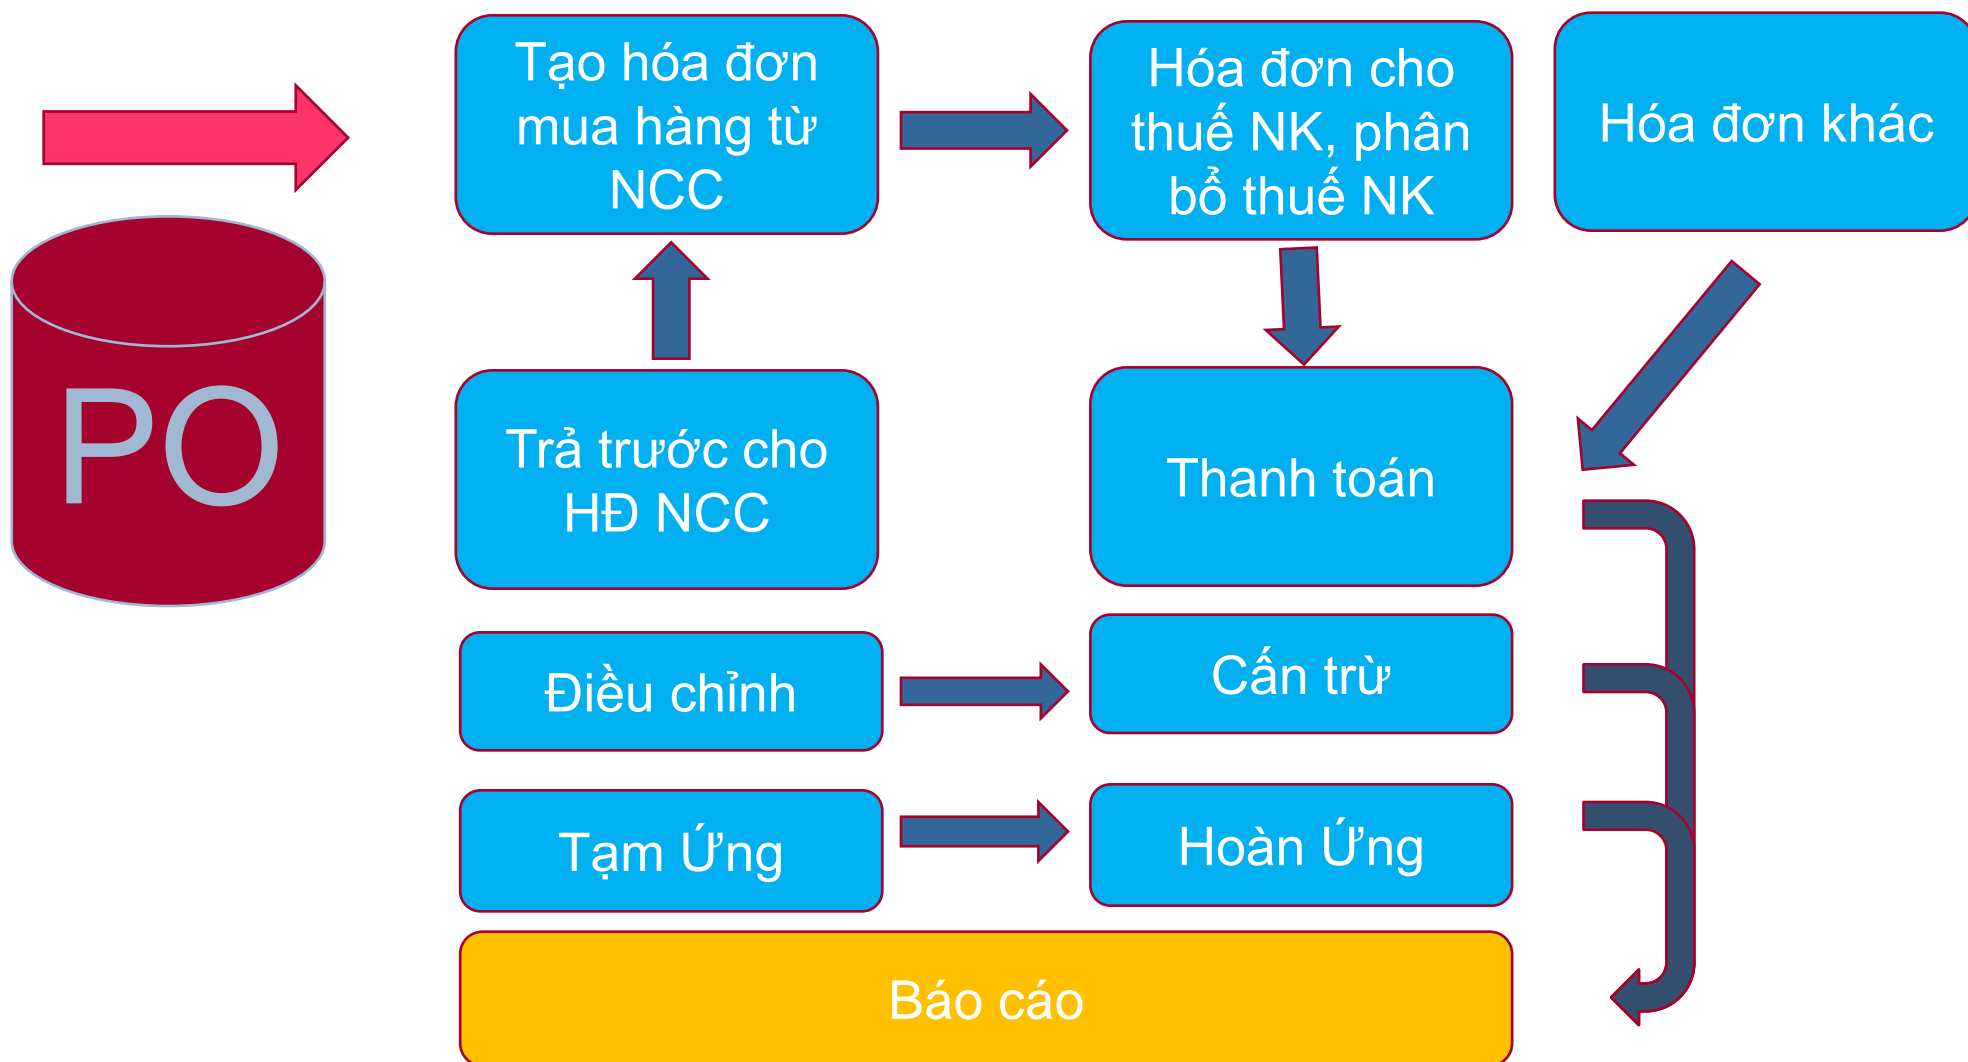 Tạo hóa đơn
mua hàng từ
NCC
Hóa đơn cho
thuế NK, phân
bổ thuế NK
Hóa đơn khác
PO
Trả trước cho
HĐ NCC
Thanh toán
Điều chỉnh
Cấn trừ
Tạm Ứng
Hoàn Ứng
Báo cáo